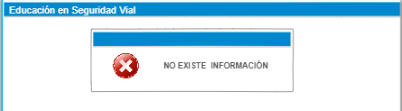 Educación en Seguridad Vial
NO EXISTE INFORMACIÓN